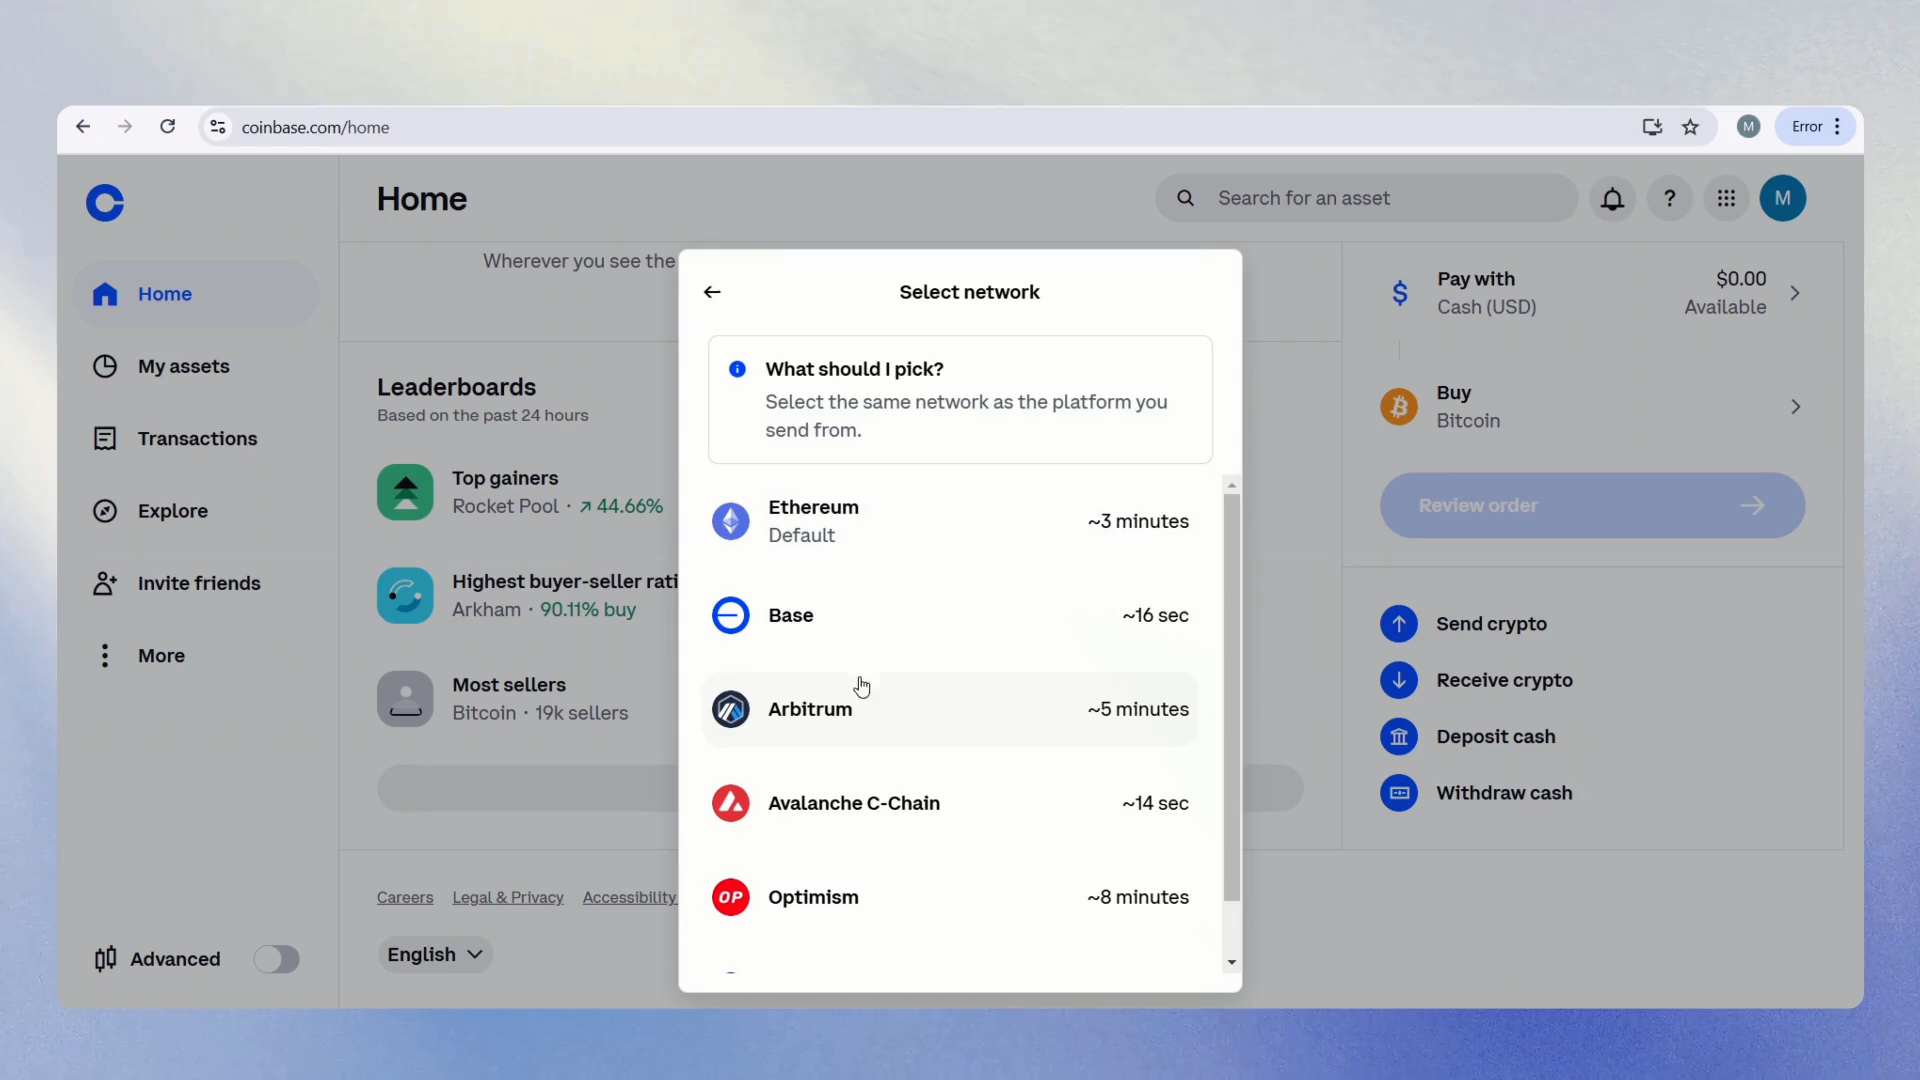 coinbase.com/home
M
Error
Home
Search for an asset
?
M
Home
My assets
Transactions
Explore
Invite friends
More
Advanced
Wherever you see the
Leaderboards
Based on the past 24 hours
Top gainers
Rocket Pool · ↗ 44.66%
Highest buyer-seller rati
Arkham · 90.11% buy
Most sellers
Bitcoin · 19k sellers
Careers Legal & Privacy Accessibility
English
Select network
What should I pick?
Select the same network as the platform you
send from.
Ethereum
Default
~3 minutes
Base ~16 sec
Arbitrum ~5 minutes
Avalanche C-Chain ~14 sec
OP Optimism ~8 minutes
Pay with $0.00
Cash (USD) Available
Buy
Bitcoin
Review order
Send crypto
Receive crypto
Deposit cash
Withdraw cash